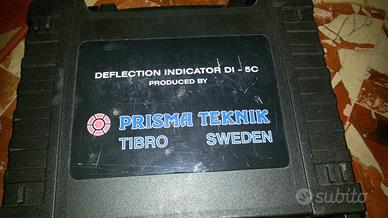 DEFLECTION INDICATOR DI - 5C
PRODUCED BY
PRISMA TEKNIK
TIBRO SWEDEN
subito